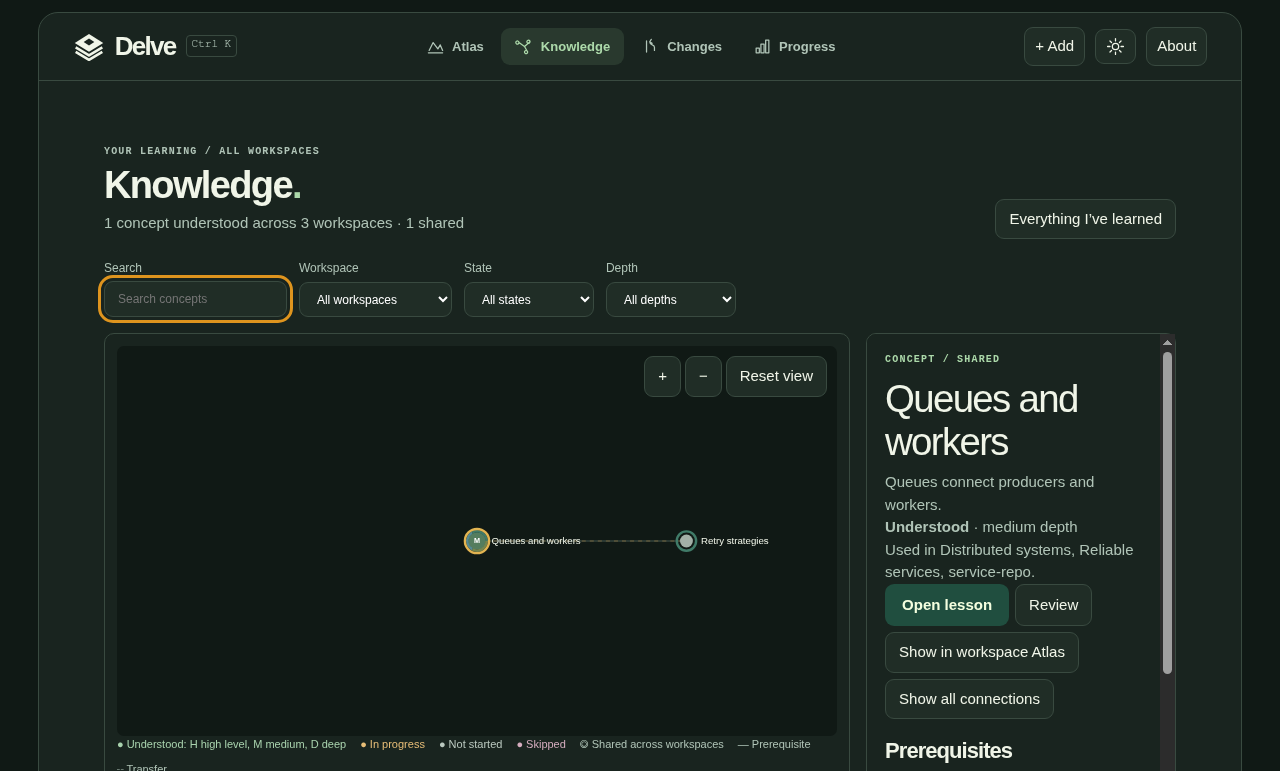 Delve Ctrl K
Atlas
Knowledge
Changes
Progress
+ Add
About
YOUR LEARNING / ALL WORKSPACES
Knowledge.
1 concept understood across 3 workspaces · 1 shared
Everything I've learned
Search
Workspace
State
Depth
Search concepts
All workspaces
All states
All depths
+
−
Reset view
M
Queues and workers
Retry strategies
● Understood: H high level, M medium, D deep ● In progress ● Not started ● Skipped ◎ Shared across workspaces — Prerequisite
-- Transfer
CONCEPT / SHARED
Queues and
workers
Queues connect producers and
workers.
Understood · medium depth
Used in Distributed systems, Reliable
services, service-repo.
Open lesson
Review
Show in workspace Atlas
Show all connections
Prerequisites